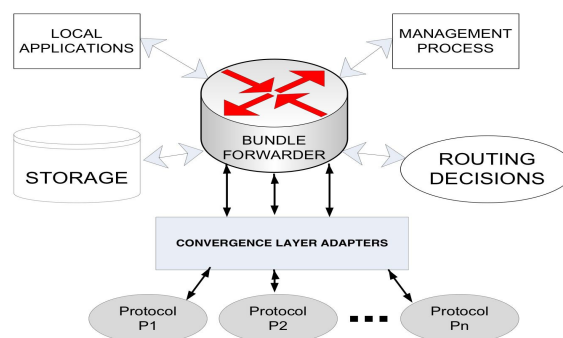 LOCAL
APPLICATIONS
MANAGEMENT
PROCESS
BUNDLE
FORWARDER
STORAGE
ROUTING
DECISIONS
CONVERGENCE LAYER ADAPTERS
Protocol
P1
Protocol
P2
Protocol
Pn